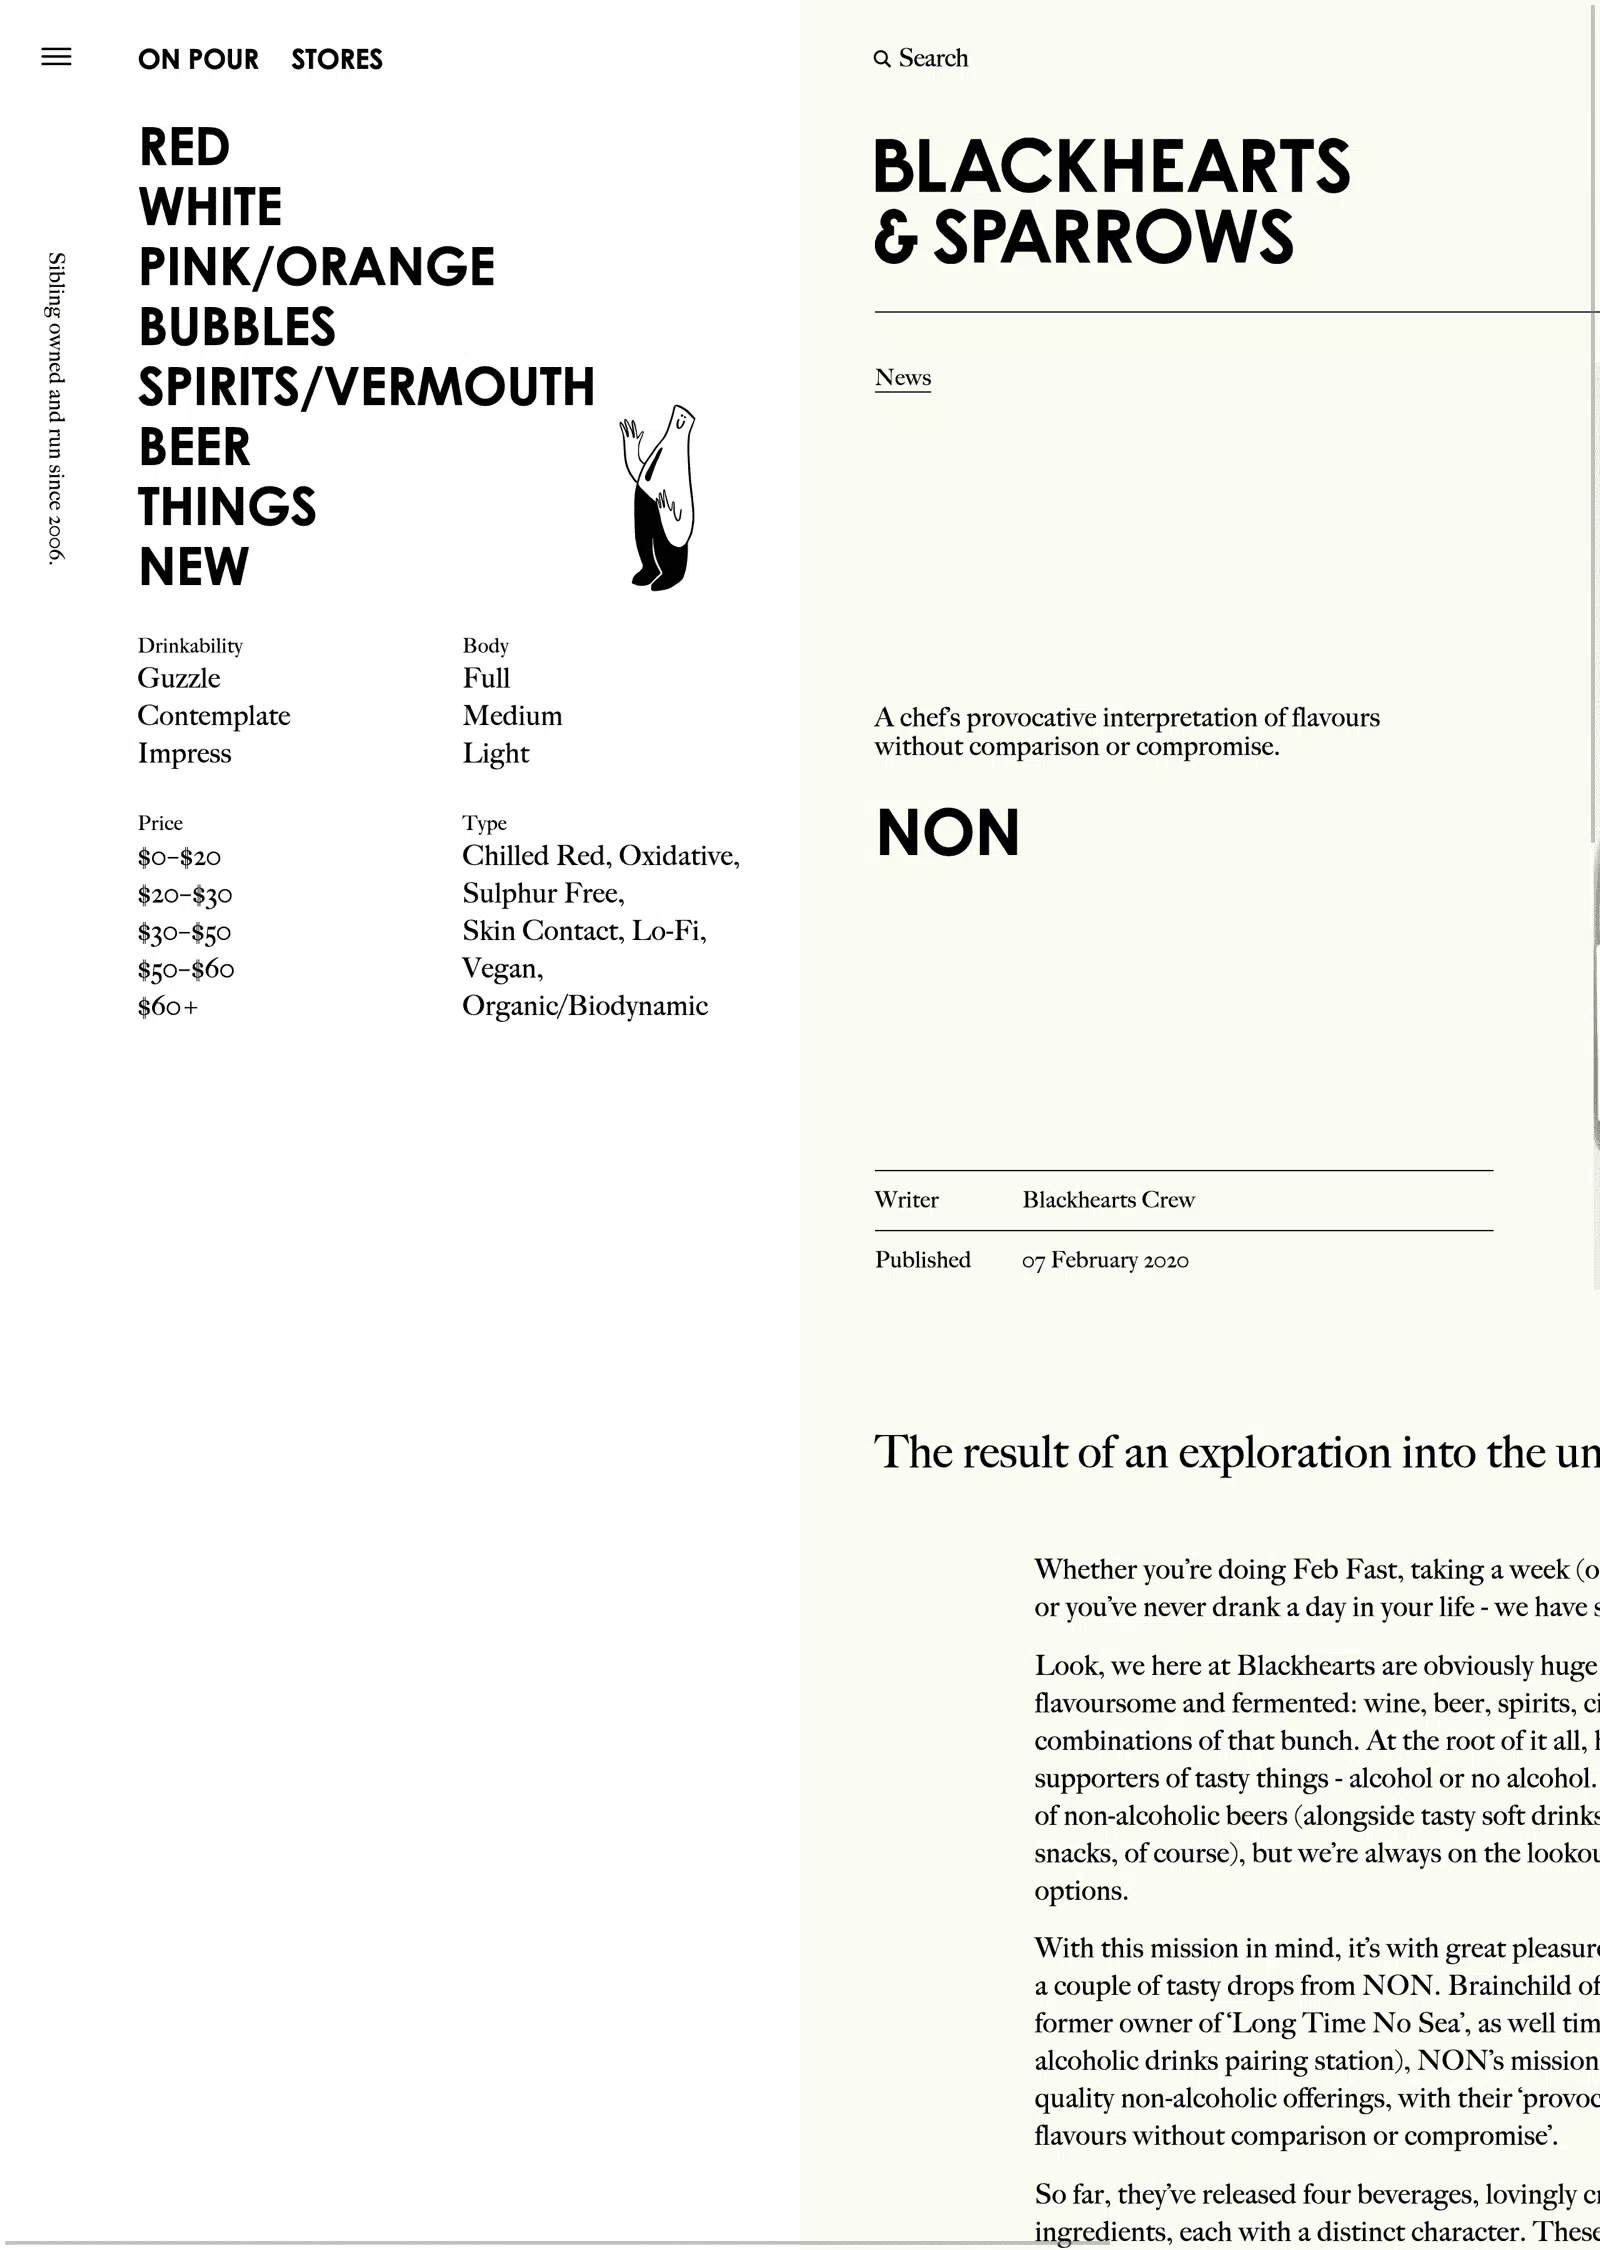 ON POUR STORES
RED
WHITE
PINK/ORANGE
BUBBLES
SPIRITS/VERMOUTH
BEER
THINGS
NEW
Sibling owned and run since 2006.
Drinkability
Guzzle
Contemplate
Impress
Body
Full
Medium
Light
Price
$0–$20
$20–$30
$30–$50
$50–$60
$60+
Type
Chilled Red, Oxidative,
Sulphur Free,
Skin Contact, Lo-Fi,
Vegan,
Organic/Biodynamic
Search
BLACKHEARTS
& SPARROWS
News
A chef’s provocative interpretation of flavours
without comparison or compromise.
NON
Writer Blackhearts Crew
Published 07 February 2020
The result of an exploration into the
Whether you’re doing Feb Fast, taking a week
or you’ve never drank a day in your life - we have
Look, we here at Blackhearts are obviously huge
flavoursome and fermented: wine, beer, spirits,
combinations of that bunch. At the root of it all,
supporters of tasty things - alcohol or no alcohol.
of non-alcoholic beers (alongside tasty soft drinks
snacks, of course), but we’re always on the
options.
With this mission in mind, it’s with great
a couple of tasty drops from NON. Brainchild of
former owner of ‘Long Time No Sea’, as well
alcoholic drinks pairing station), NON’s mission
quality non-alcoholic offerings, with their
flavours without comparison or compromise’.
So far, they’ve released four beverages, lovingly
ingredients, each with a distinct character. These